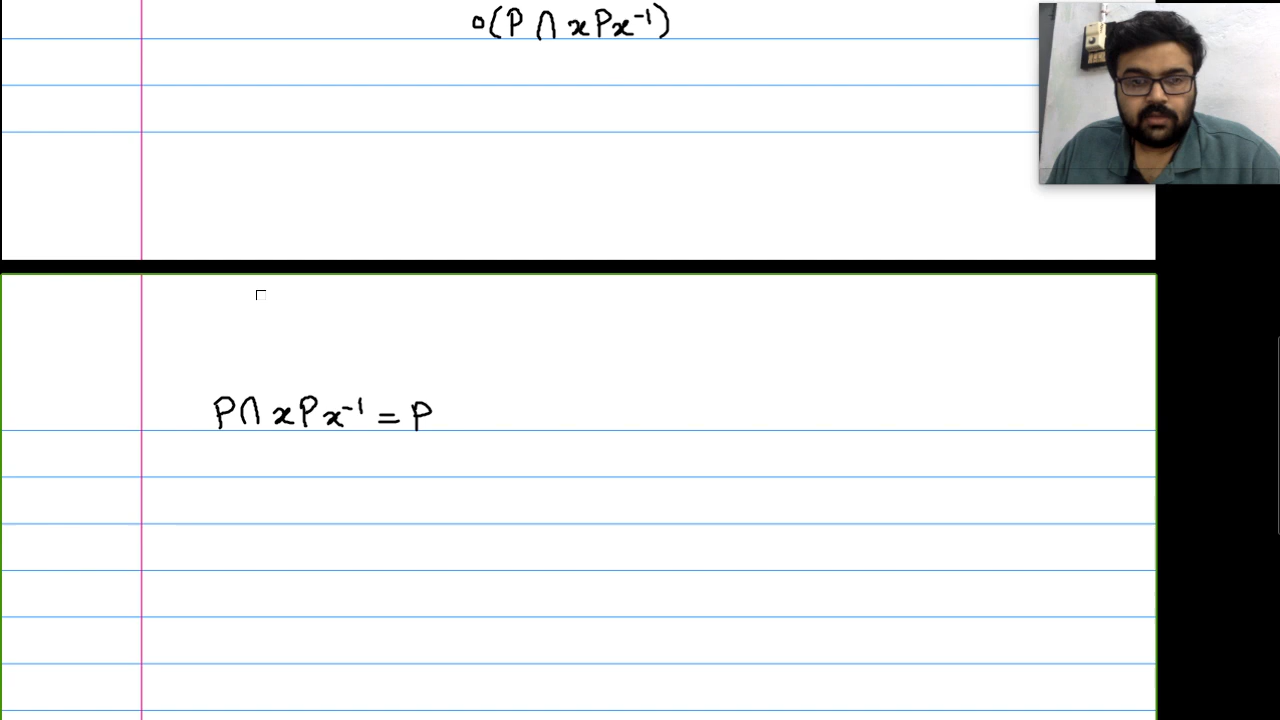 o(P ∩ xPx⁻¹)
P ∩ xPx⁻¹ = P